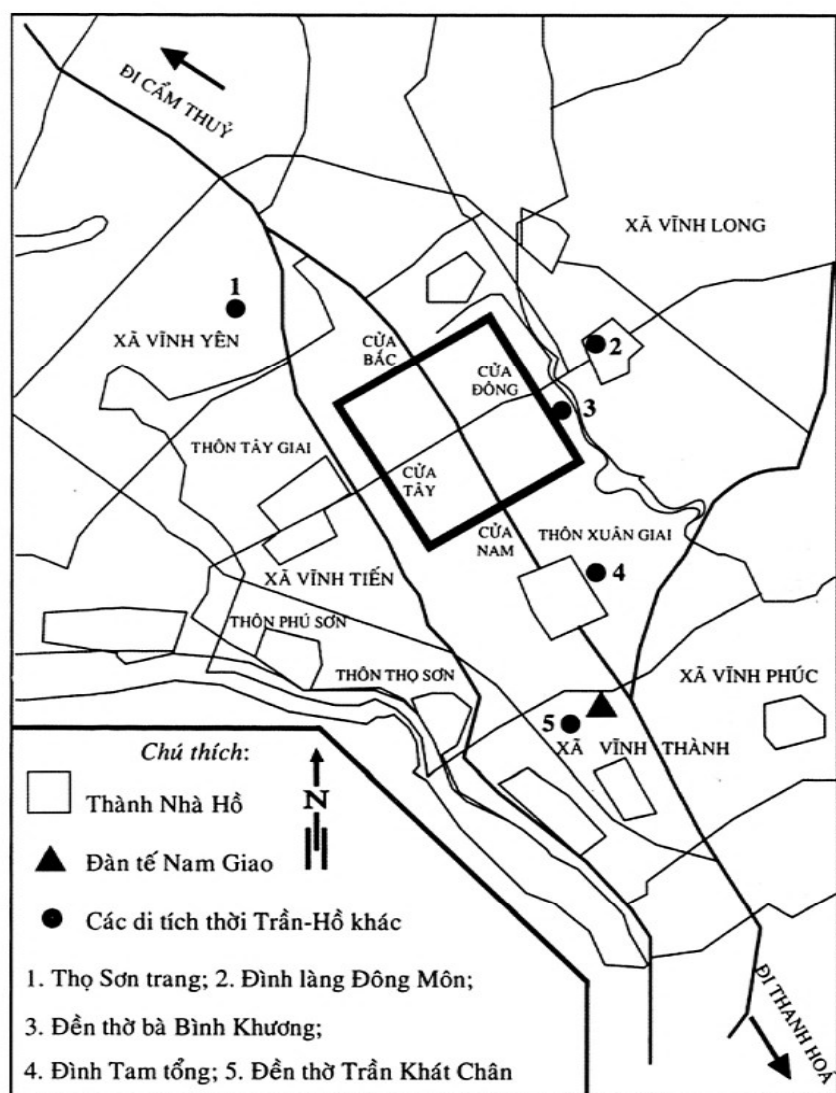 ĐI CẨM THUỶ
XÃ VĨNH LONG
1
XÃ VĨNH YÊN
2
CỬA
BẮC
CỬA
ĐÔNG
3
THÔN TÂY GIAI
CỬA
TÂY
CỬA
NAM
THÔN XUÂN GIAI
4
XÃ VĨNH TIẾN
THÔN PHÚ SƠN
THÔN THỌ SƠN
XÃ VĨNH PHÚC
5
XÃ VĨNH THÀNH
ĐI THANH HOÁ
Chú thích:
N
Thành Nhà Hồ
Đàn tế Nam Giao
Các di tích thời Trần-Hồ khác
1. Thọ Sơn trang; 2. Đình làng Đông Môn;
3. Đền thờ bà Bình Khương;
4. Đình Tam tổng; 5. Đền thờ Trần Khát Chân